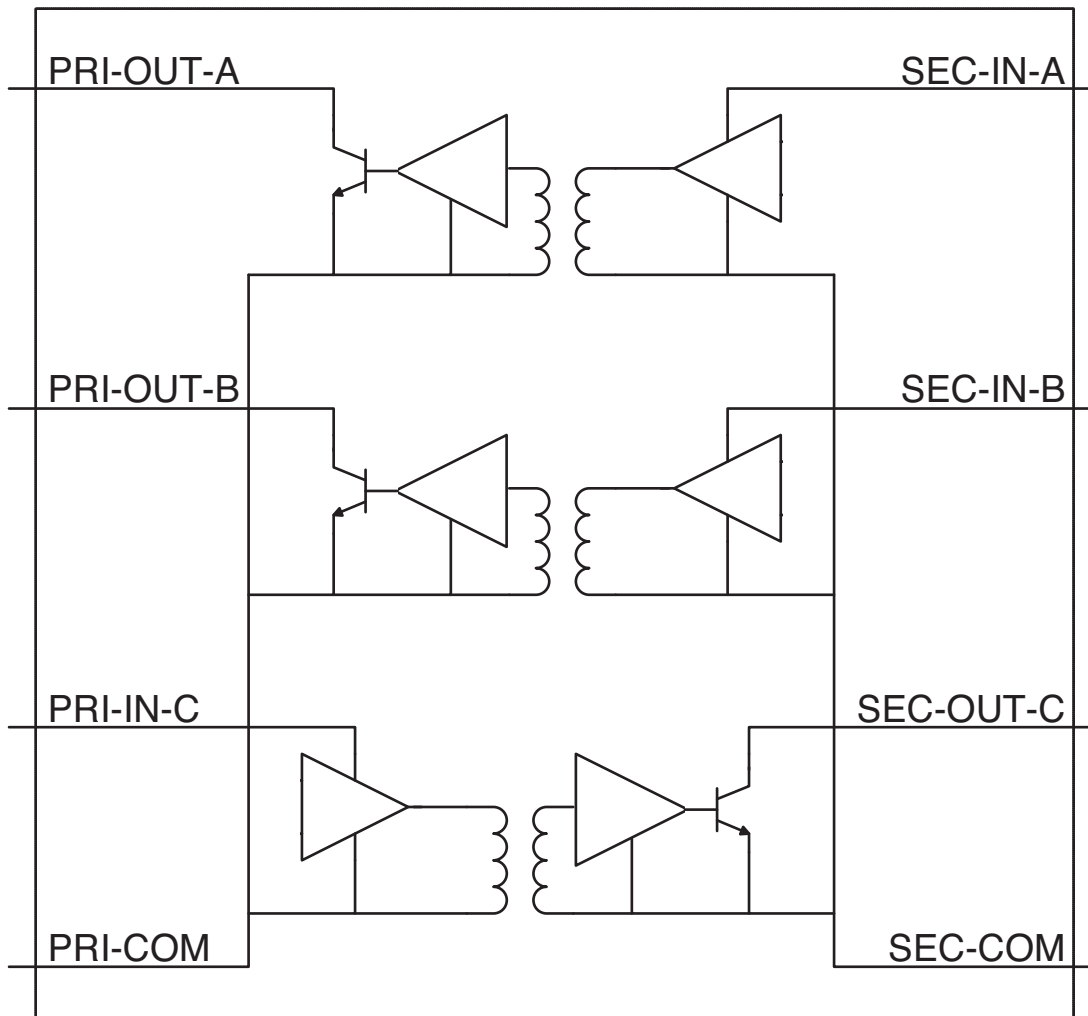 PRI-OUT-A
SEC-IN-A
PRI-OUT-B
SEC-IN-B
PRI-IN-C
SEC-OUT-C
PRI-COM
SEC-COM